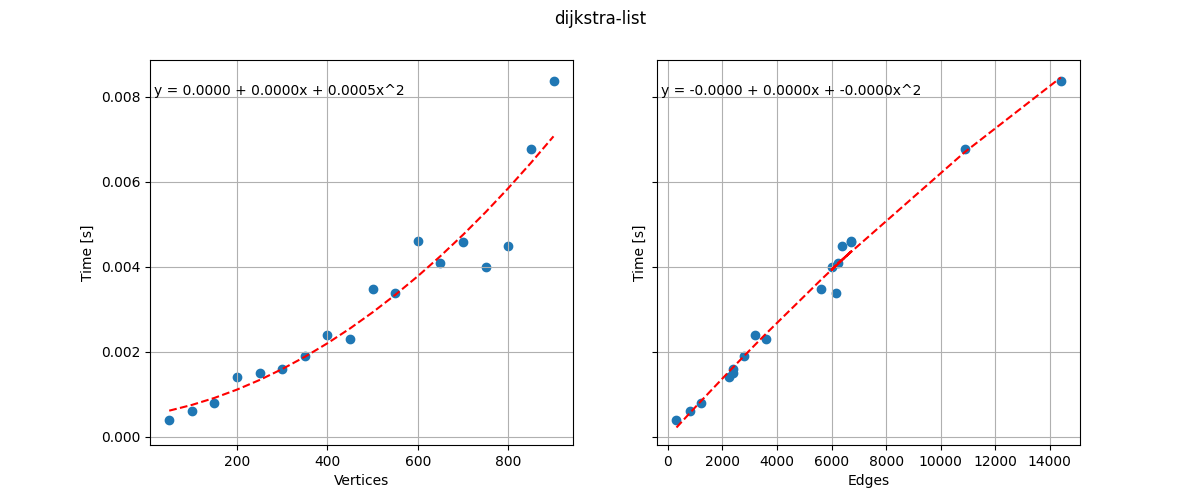 dijkstra-list
y = 0.0000 + 0.0000x + 0.0005x^2
0.008
0.006
0.004
0.002
0.000
Time [s]
200 400 600 800
Vertices
y = -0.0000 + 0.0000x + -0.0000x^2
Time [s]
0 2000 4000 6000 8000 10000 12000 14000
Edges